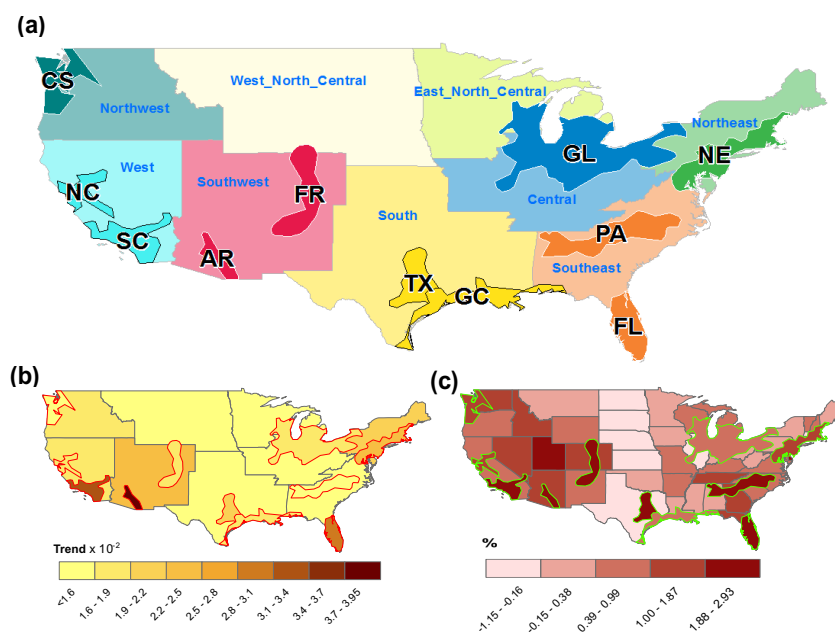 (a)
CS
Northwest
West_North_Central
East_North_Central
Northeast
GL
NE
West
NC
SC
Southwest
FR
AR
South
Central
PA
Southeast
TX
GC
FL
(b)
Trend x 10-2
<1.6
1.6 - 1.9
1.9 - 2.2
2.2 - 2.5
2.5 - 2.8
2.8 - 3.1
3.1 - 3.4
3.4 - 3.7
3.7 - 3.95
(c)
%
-1.15 - -0.16
-0.15 - 0.38
0.39 - 0.99
1.00 - 1.87
1.88 - 2.93